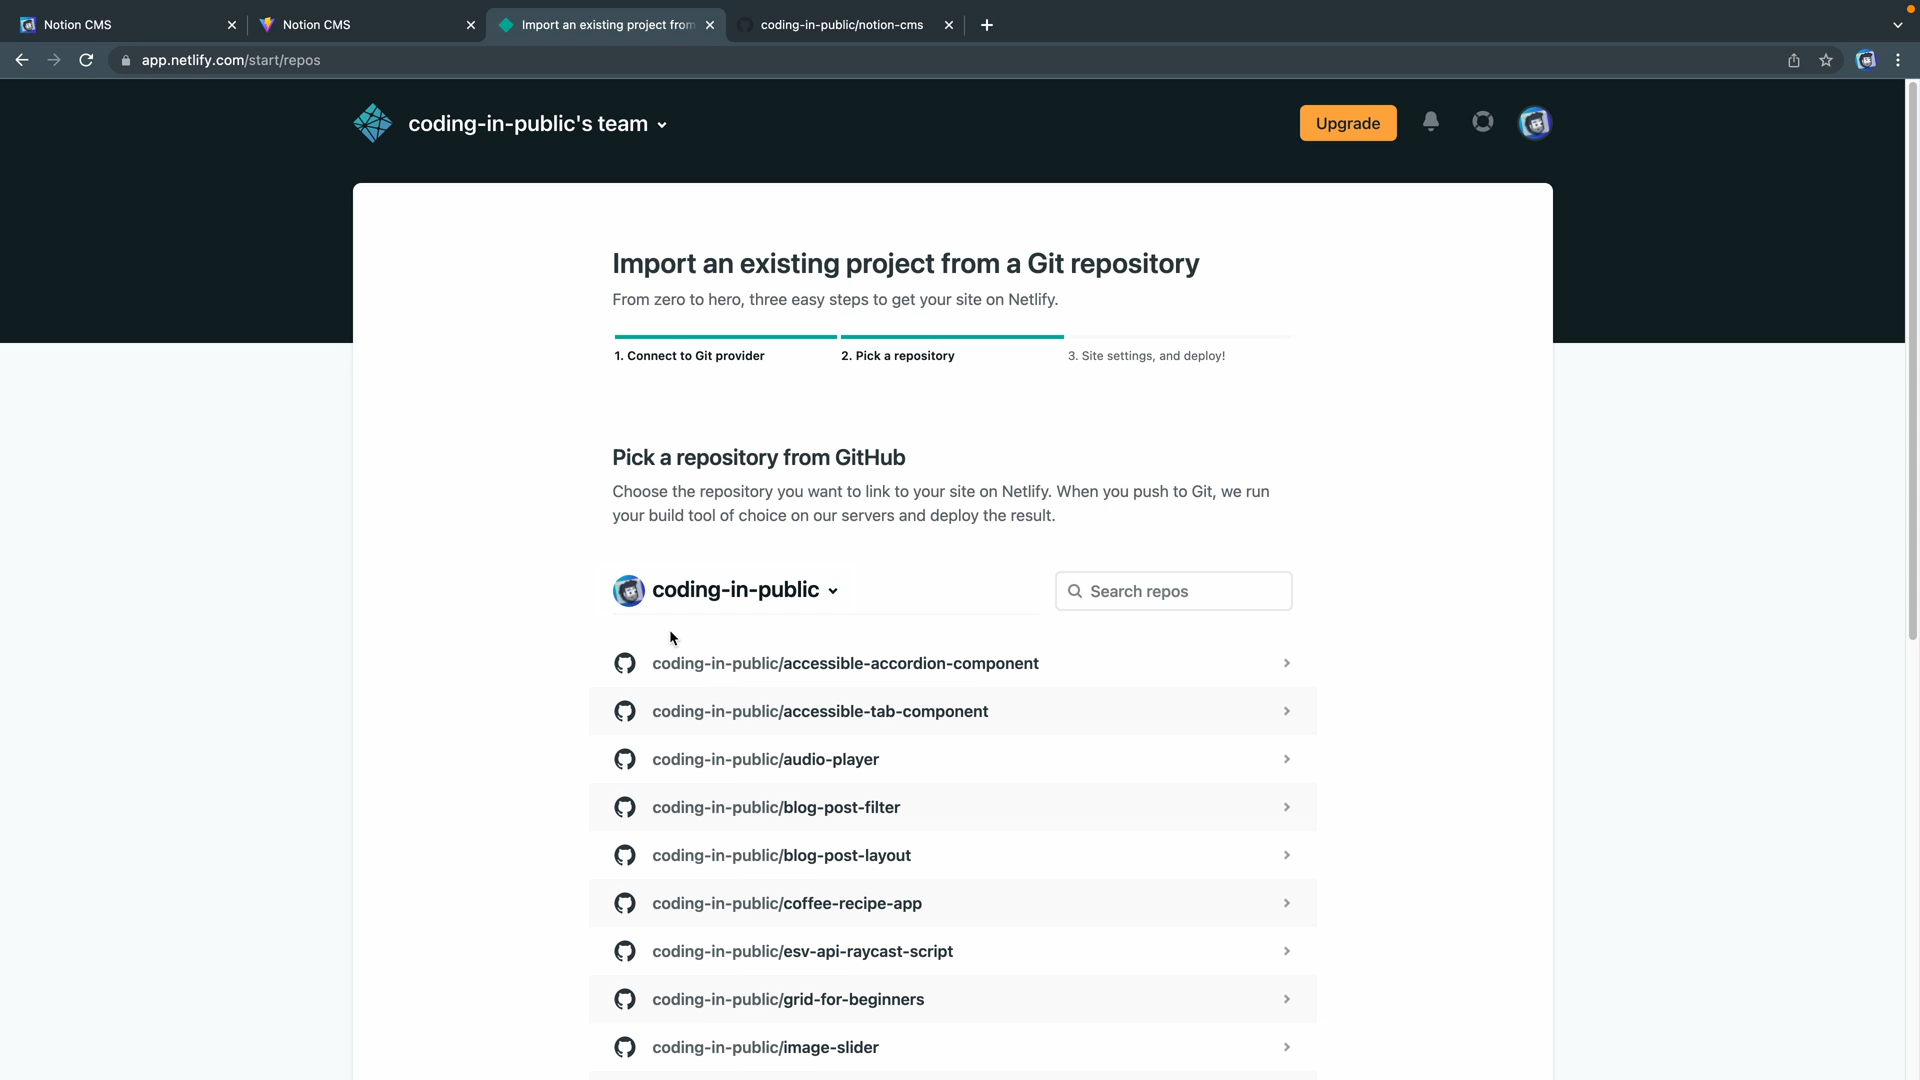 Notion CMS
Notion CMS
Import an existing project from
coding-in-public/notion-cms
app.netlify.com/start/repos
coding-in-public's team
Upgrade
Import an existing project from a Git repository
From zero to hero, three easy steps to get your site on Netlify.
1. Connect to Git provider
2. Pick a repository
3. Site settings, and deploy!
Pick a repository from GitHub
Choose the repository you want to link to your site on Netlify. When you push to Git, we run
your build tool of choice on our servers and deploy the result.
coding-in-public
Search repos
coding-in-public/accessible-accordion-component
coding-in-public/accessible-tab-component
coding-in-public/audio-player
coding-in-public/blog-post-filter
coding-in-public/blog-post-layout
coding-in-public/coffee-recipe-app
coding-in-public/esv-api-raycast-script
coding-in-public/grid-for-beginners
coding-in-public/image-slider